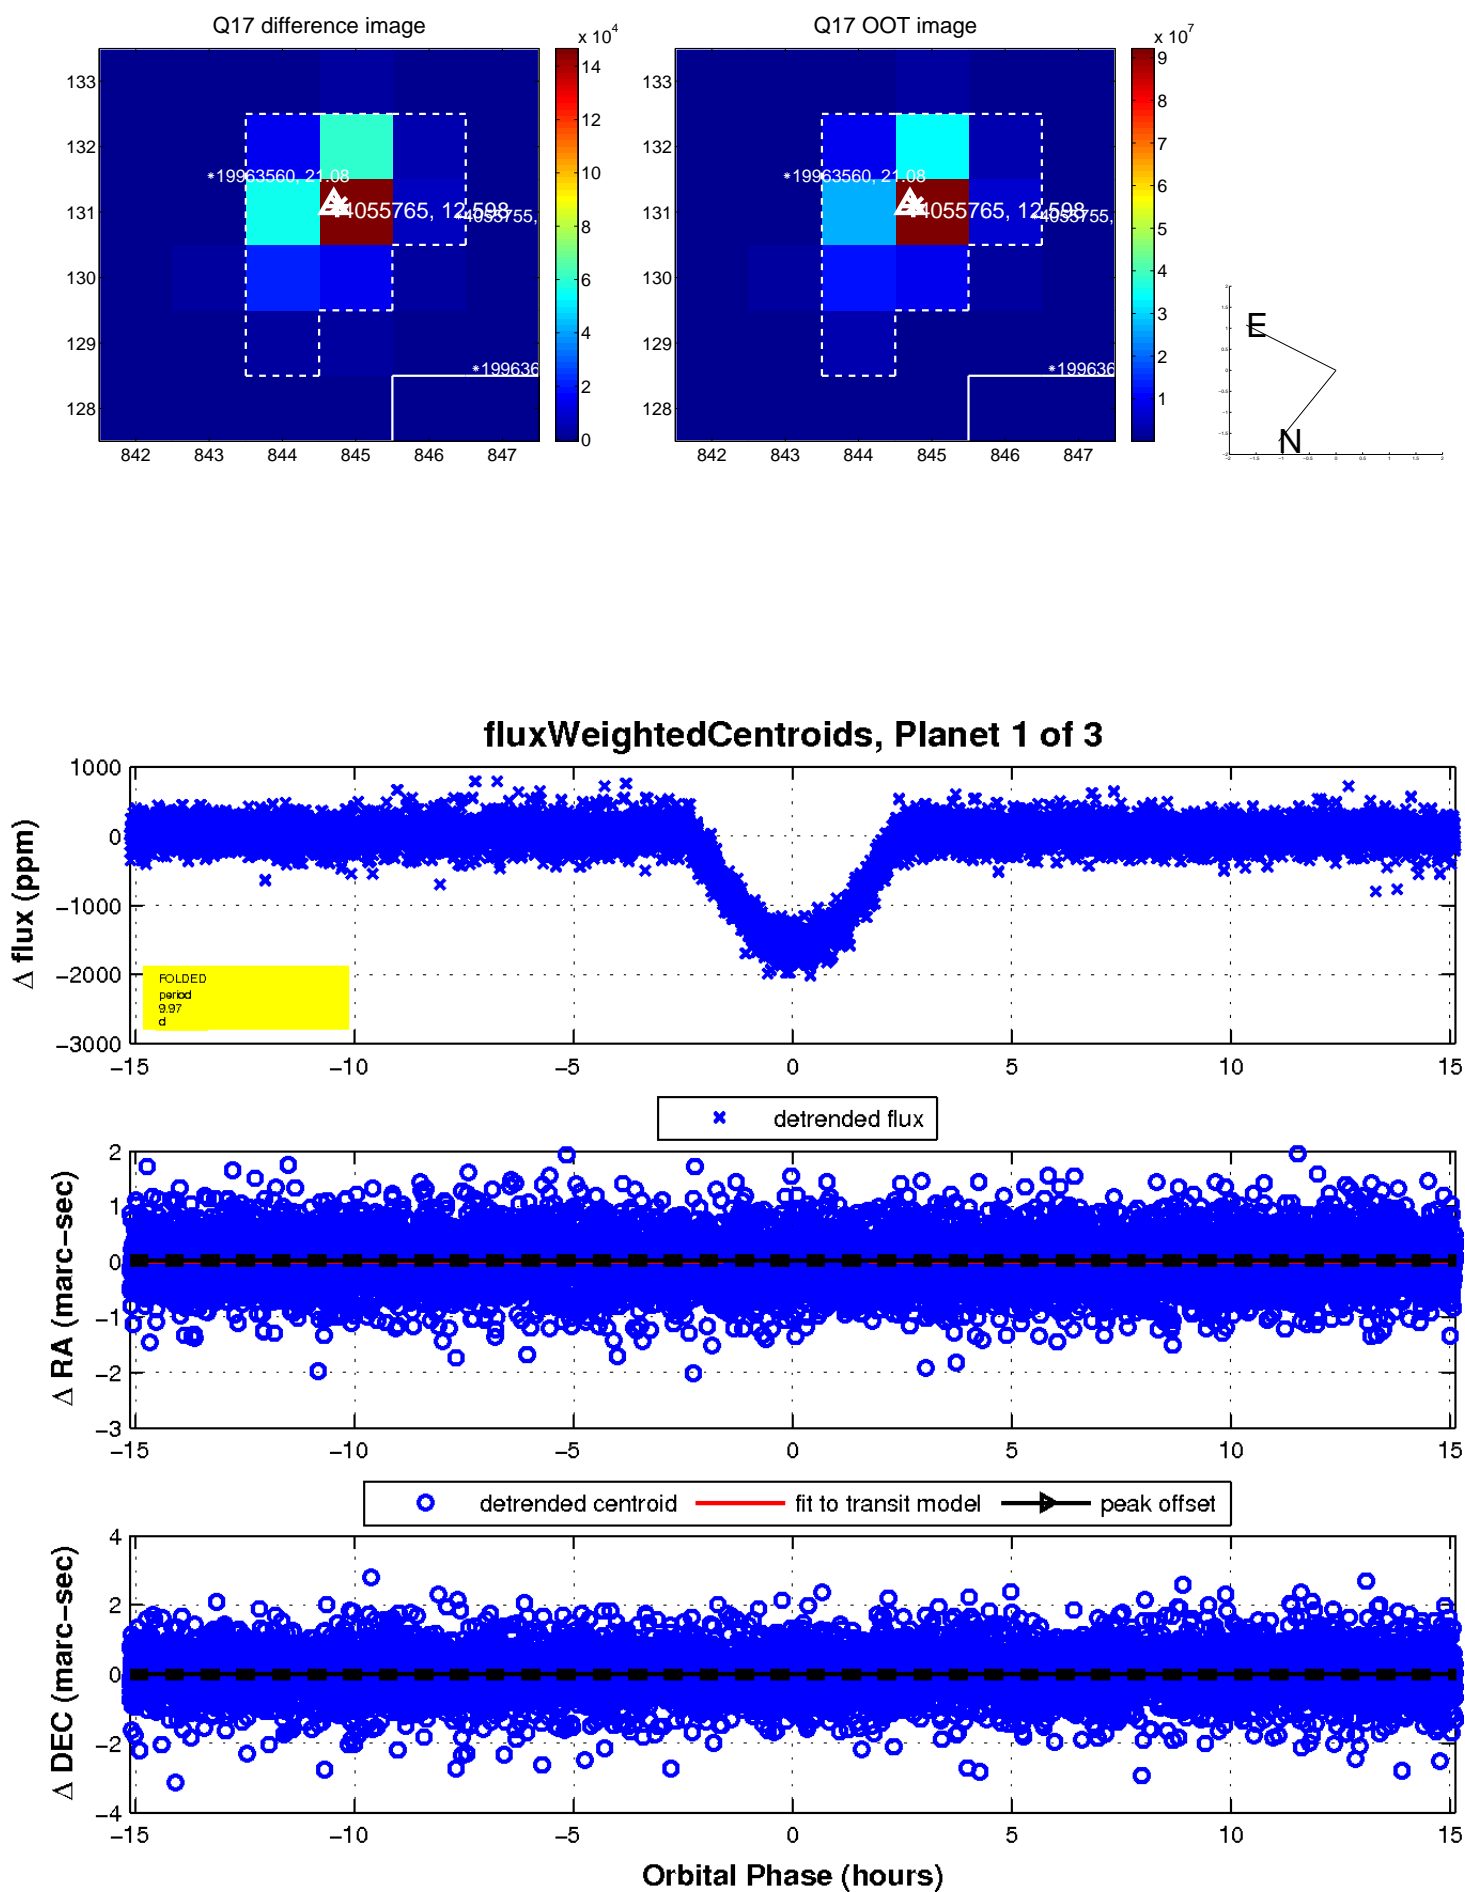 Q17 difference image
Q17 OOT image
x 10^4
x 10^7
133
132
131
130
129
128
842 843 844 845 846 847
14
12
10
8
6
4
2
0
*19963560, 21.08
4055765, 12.598
4055755,
*199636
133
132
131
130
129
128
842 843 844 845 846 847
9
8
7
6
5
4
3
2
1
*19963560, 21.08
4055765, 12.598
4055755,
*199636
E
N
fluxWeightedCentroids, Planet 1 of 3
Δ flux (ppm)
1000
0
−1000
−2000
−3000
FOLDED
period
9.97
d
−15 −10 −5 0 5 10 15
detrended flux
Δ RA (marc−sec)
2
1
0
−1
−2
−3
−15 −10 −5 0 5 10 15
detrended centroid fit to transit model peak offset
Δ DEC (marc−sec)
4
2
0
−2
−4
−15 −10 −5 0 5 10 15
Orbital Phase (hours)